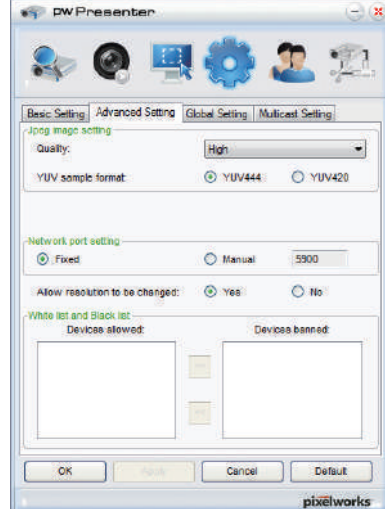 pwPresenter
Basic Setting Advanced Setting Global Setting Multicast Setting
Jpeg image setting
Quality: High
YUV sample format: YUV444 YUV420
Network port setting
Fixed Manual 5900
Allow resolution to be changed: Yes No
White list and Black list
Devices allowed: Devices banned:
OK Apply Cancel Default
pixelworks